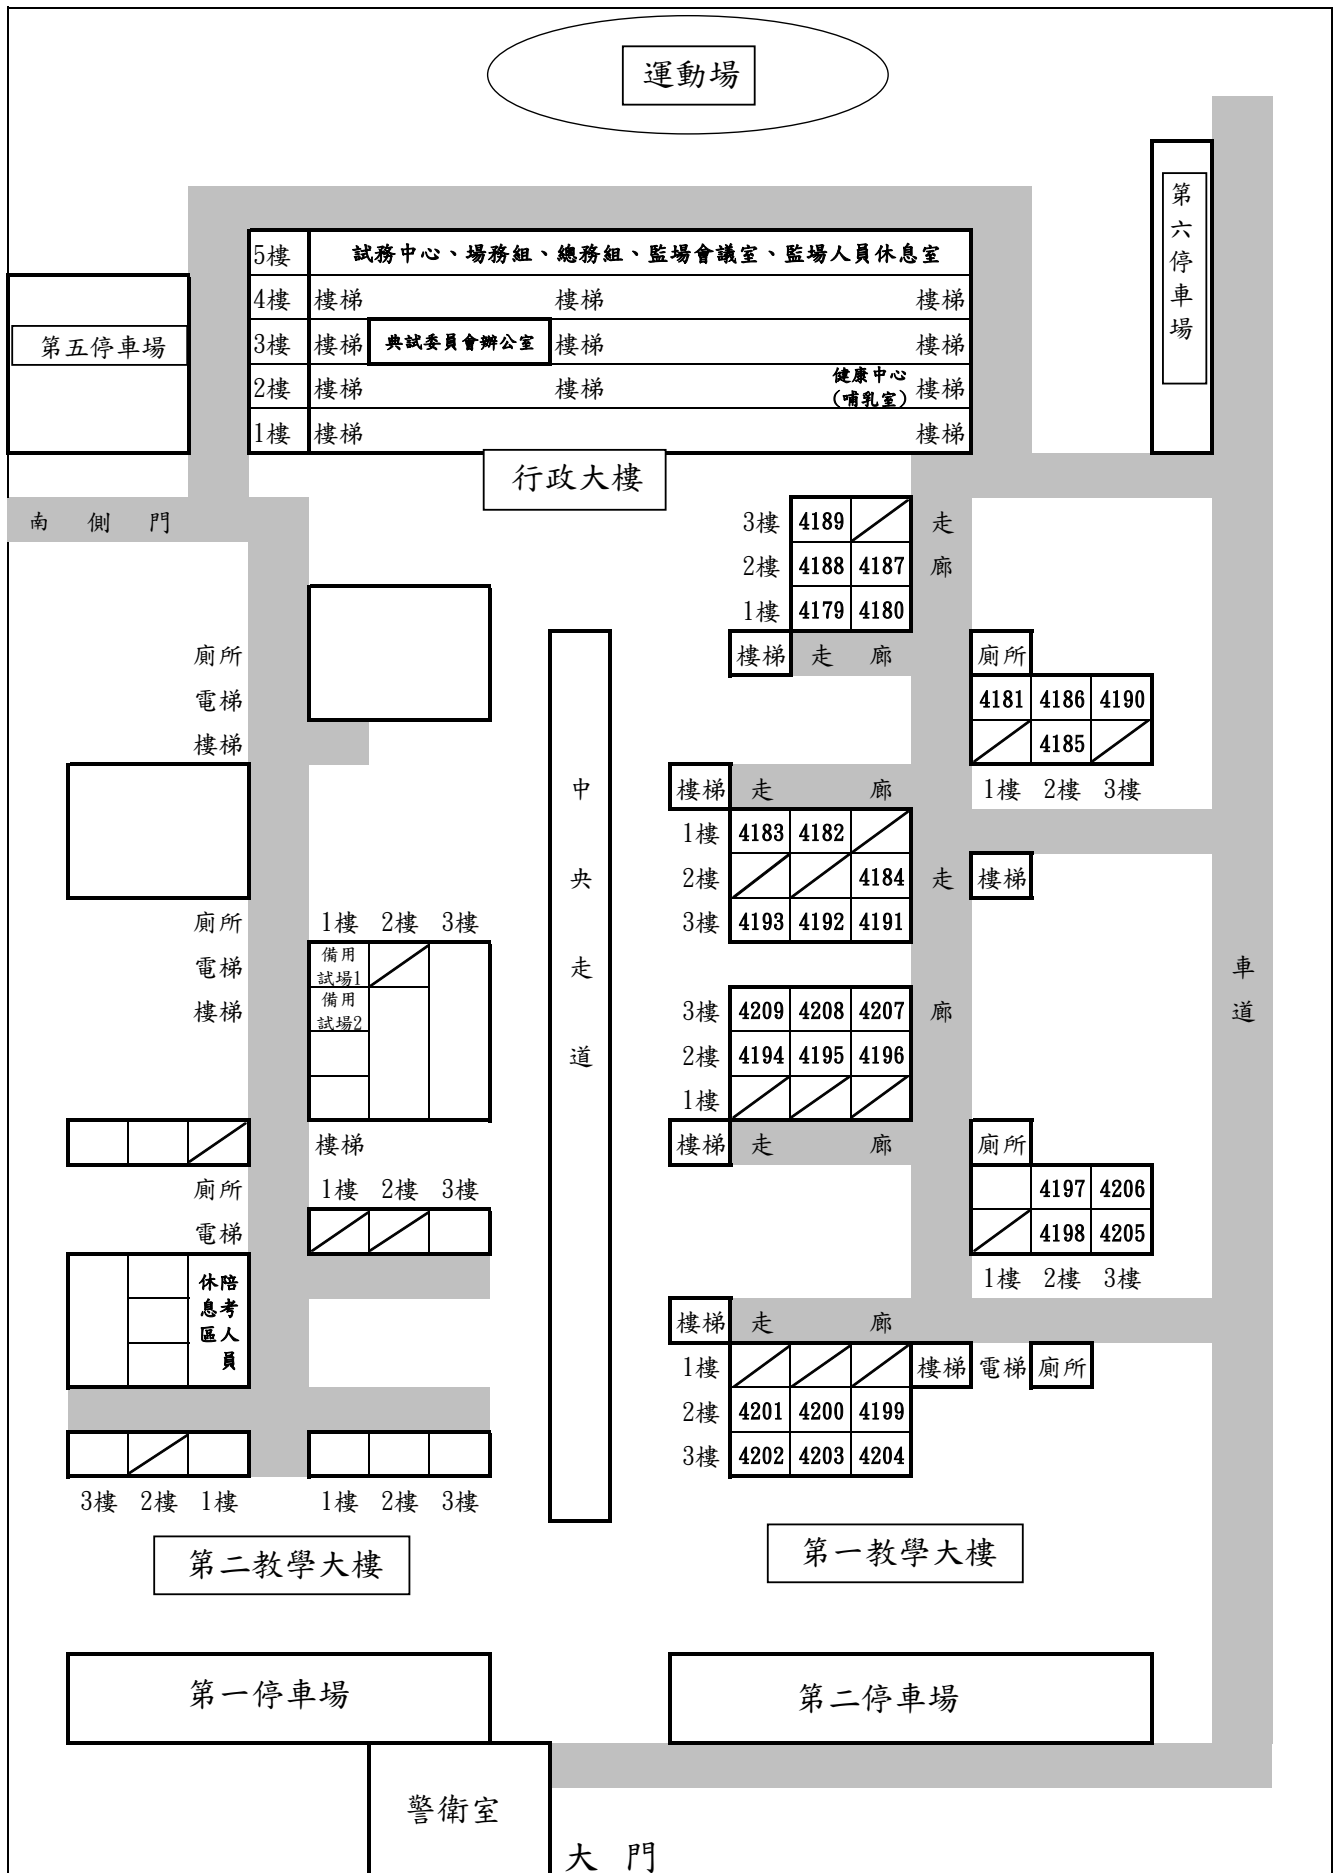 運動場
第六停車場
5樓 試務中心、場務組、總務組、監場會議室、監場人員休息室
4樓 樓梯 樓梯 樓梯
第五停車場
3樓 樓梯 典試委員會辦公室 樓梯 樓梯
2樓 樓梯 樓梯 健康中心(哺乳室) 樓梯
1樓 樓梯 樓梯
行政大樓
南側門
3樓 4189
2樓 4188 4187
1樓 4179 4180
走廊
樓梯 走廊
廁所
4181 4186 4190
4185
1樓 2樓 3樓
廁所
電梯
樓梯
中央走道
樓梯 走廊
1樓 4183 4182
2樓 4184
3樓 4193 4192 4191
走廊
樓梯
車道
廁所
電梯
樓梯
1樓 2樓 3樓
備用試場1
備用試場2
樓梯
3樓 4209 4208 4207
2樓 4194 4195 4196
1樓
樓梯 走廊
廁所
4197 4206
4198 4205
1樓 2樓 3樓
廁所
電梯
1樓 2樓 3樓
陪考人員休息區
樓梯 走廊
1樓 樓梯 電梯 廁所
2樓 4201 4200 4199
3樓 4202 4203 4204
3樓 2樓 1樓 1樓 2樓 3樓
第二教學大樓
第一教學大樓
第一停車場
第二停車場
警衛室
大門